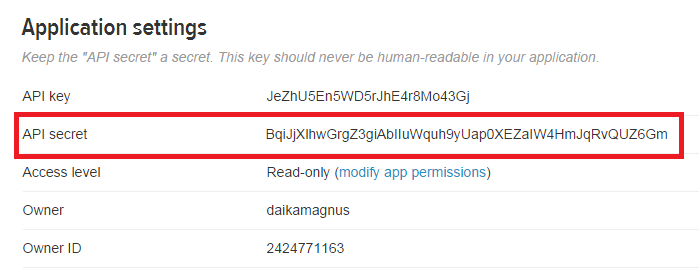 Application settings
Keep the "API secret" a secret. This key should never be human-readable in your application.
API key JeZhU5En5WD5rJhE4r8Mo43Gj
API secret
Access level Read-only (modify app permissions)
Owner daikamagnus
Owner ID 2424771163